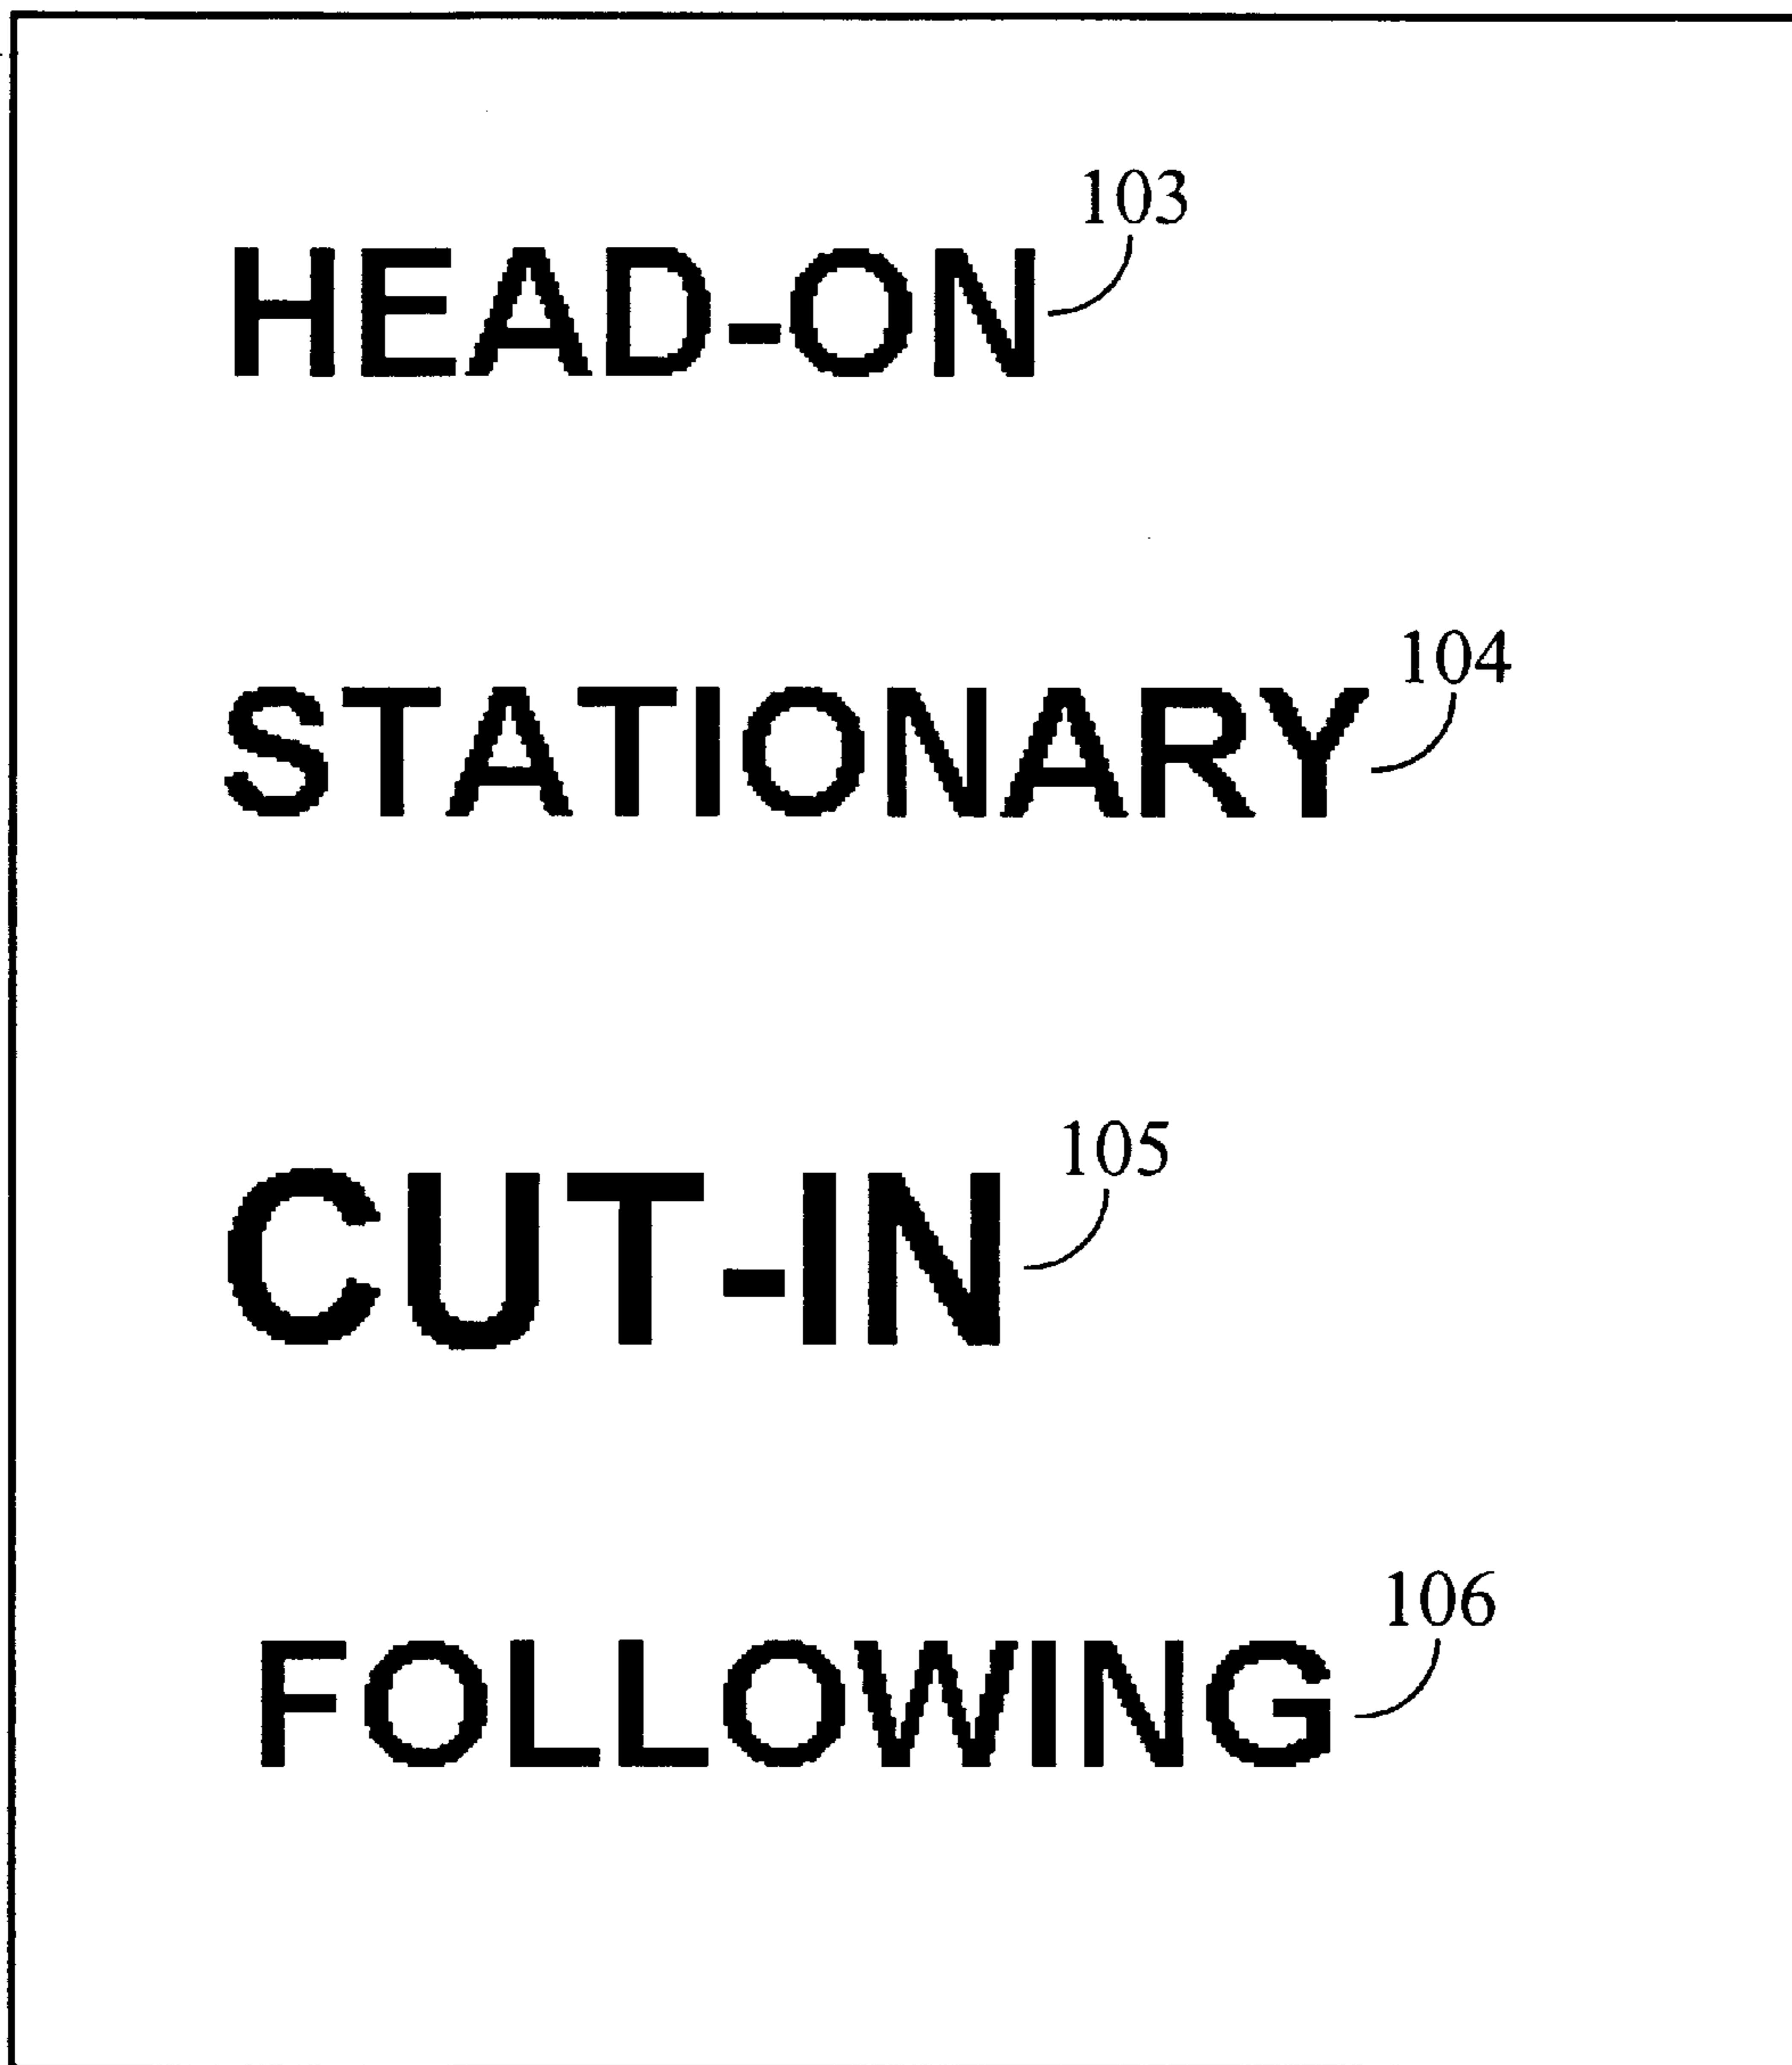 103
HEAD-ON
104
STATIONARY
105
CUT-IN
106
FOLLOWING